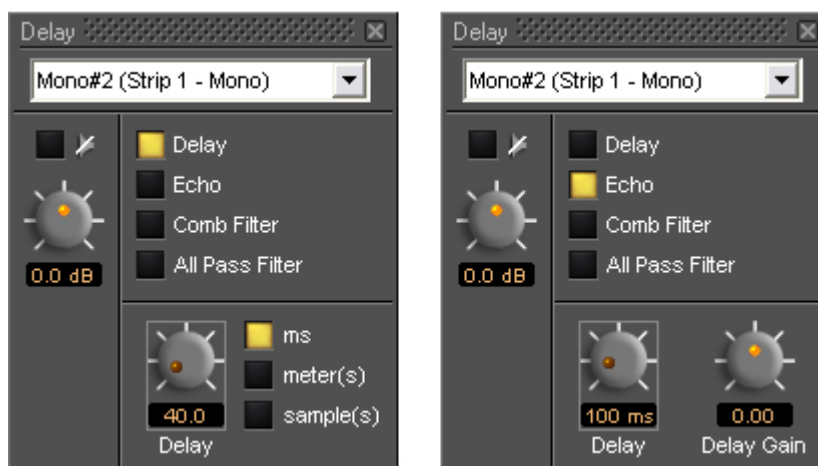 Delay
Mono#2 (Strip 1 - Mono)
Delay
Echo
Comb Filter
All Pass Filter
0.0 dB
ms
meter(s)
sample(s)
40.0
Delay
Delay
Mono#2 (Strip 1 - Mono)
Delay
Echo
Comb Filter
All Pass Filter
0.0 dB
100 ms
0.00
Delay
Delay Gain